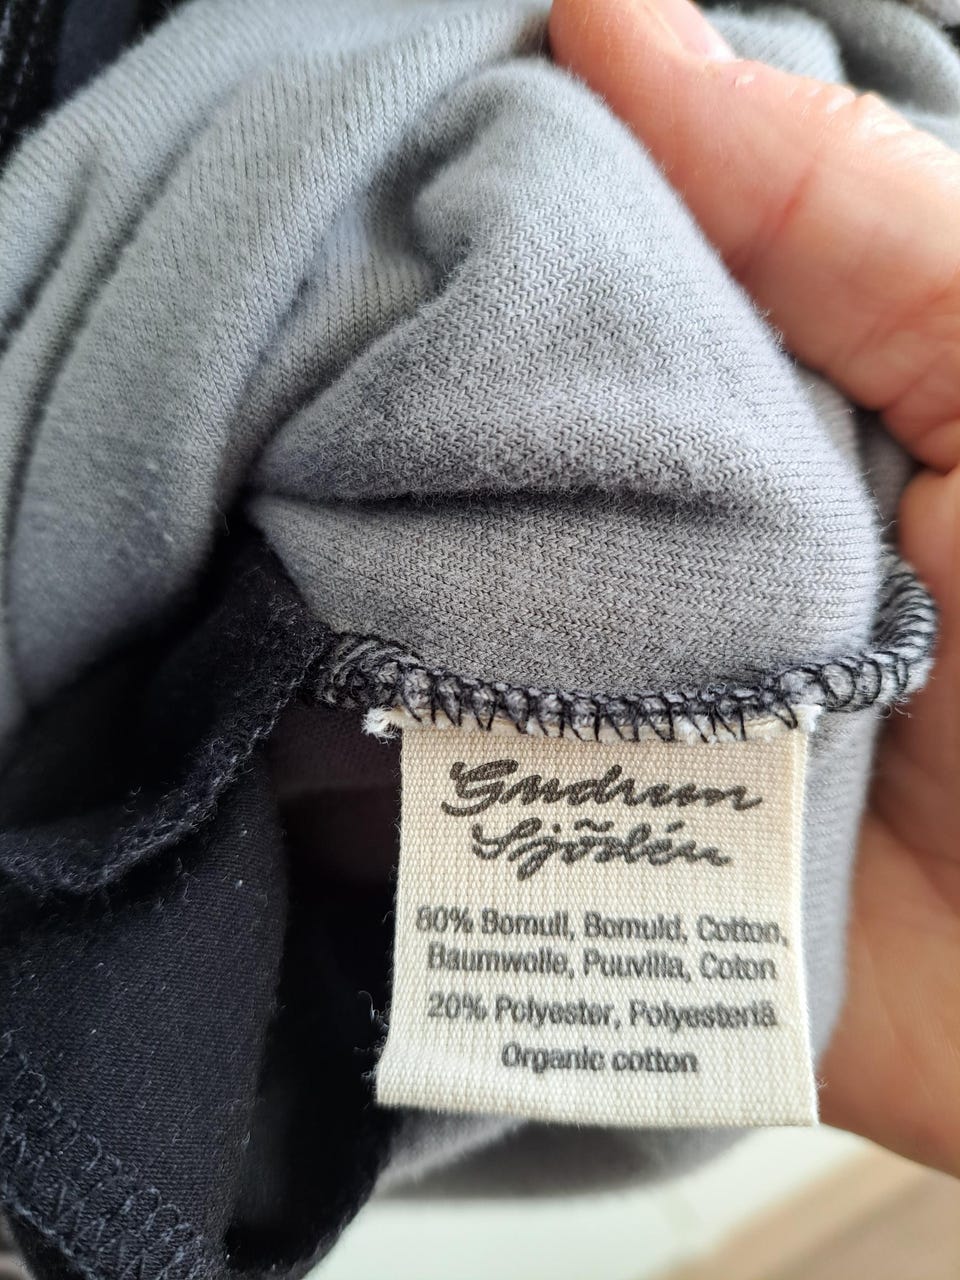 Gudrun
Sjödén
80% Bomull, Bomuld, Cotton,
Baumwolle, Puuvilla, Coton
20% Polyester, Polyesteriä
Organic cotton